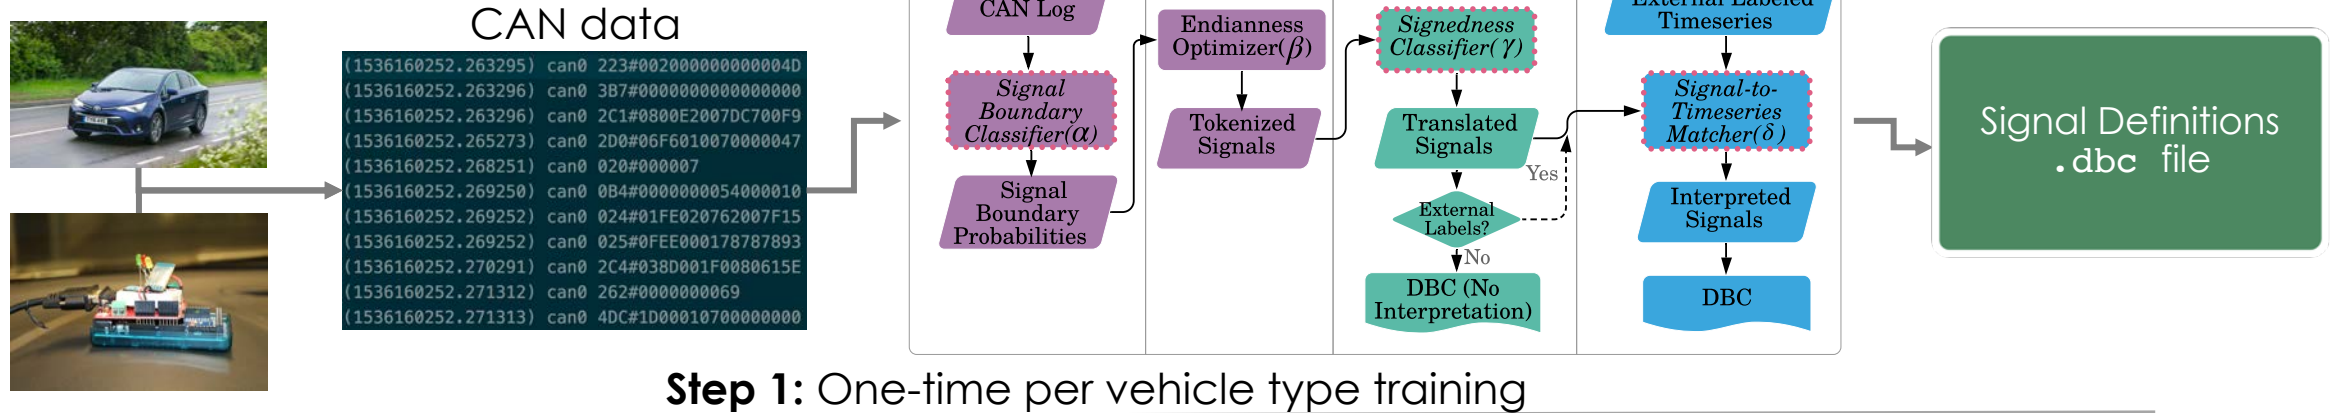 CAN data
(1536160252.263295) can0 223#002000000000004D
(1536160252.263296) can0 3B7#0000000000000000
(1536160252.263296) can0 2C1#0800E2007DC700F9
(1536160252.265273) can0 2D0#06F6010070000047
(1536160252.268251) can0 020#000007
(1536160252.269250) can0 0B4#0000000054000010
(1536160252.269252) can0 024#01FE020762007F15
(1536160252.269252) can0 025#0FEE000178787893
(1536160252.270291) can0 2C4#038D001F0080615E
(1536160252.271312) can0 262#0000000069
(1536160252.271313) can0 4DC#1D00010700000000
CAN Log
Signal
Boundary
Classifier(α)
Signal
Boundary
Probabilities
Endianness
Optimizer(β)
Tokenized
Signals
Signedness
Classifier(γ)
Translated
Signals
Yes
External
Labels?
No
DBC (No
Interpretation)
External Labeled
Timeseries
Signal-to-
Timeseries
Matcher(δ)
Interpreted
Signals
DBC
Signal Definitions
.dbc file
Step 1: One-time per vehicle type training